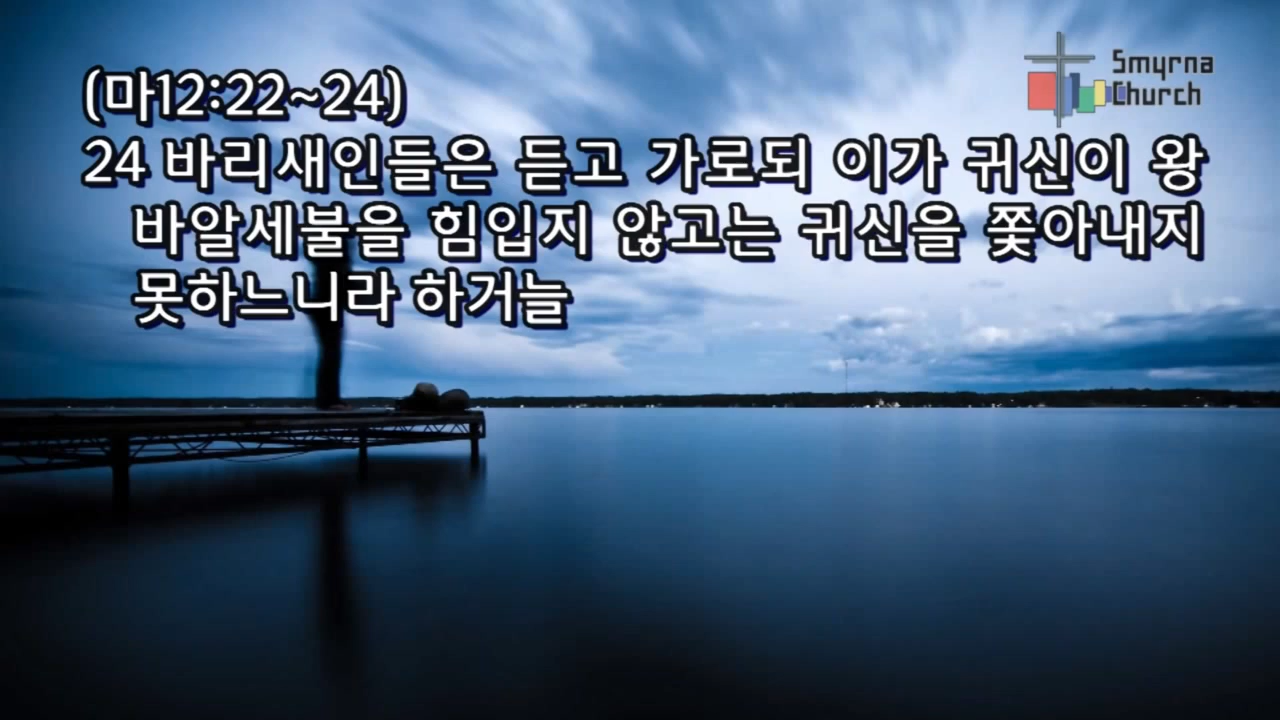 (마12:22~24)
24 바리새인들은 듣고 가로되 이가 귀신이 왕
바알세불을 힘입지 않고는 귀신을 쫓아내지
못하느니라 하거늘
Smyrna
Church